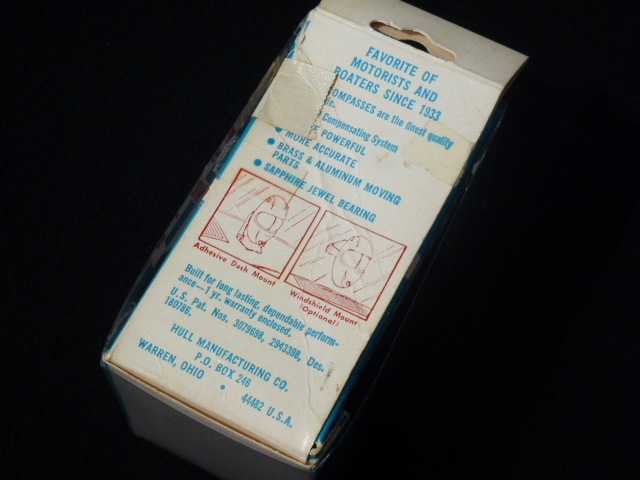 FAVORITE OF
MOTORISTS AND
BOATERS SINCE 1933
OMPASSES are the finest quality
le.
Compensating System
E POWERFUL
MORE ACCURATE
BRASS & ALUMINUM MOVING
PARTS
SAPPHIRE JEWEL BEARING
Adhesive Dash Mount
Windshield Mount
(Optional)
Built for long lasting, dependable perform-
ance—1 yr. warranty enclosed.
U.S. Pat. Nos. 3079698, 2943398, Des-
180786.
HULL MANUFACTURING CO.
P.O. BOX 246
WARREN, OHIO • 44482 U.S.A.